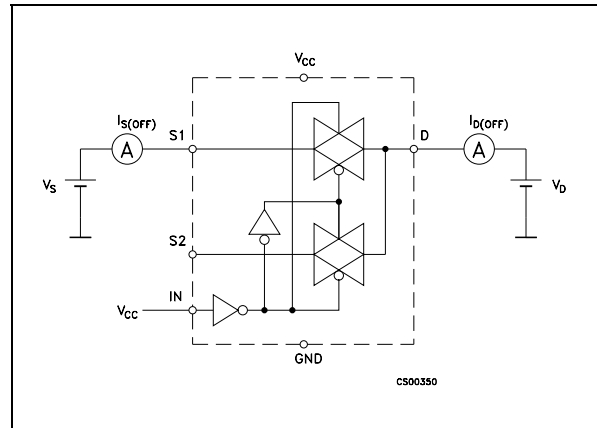 VCC
IS(OFF)
S1
D
ID(OFF)
A
A
VS
VD
S2
IN
VCC
GND
CS00350